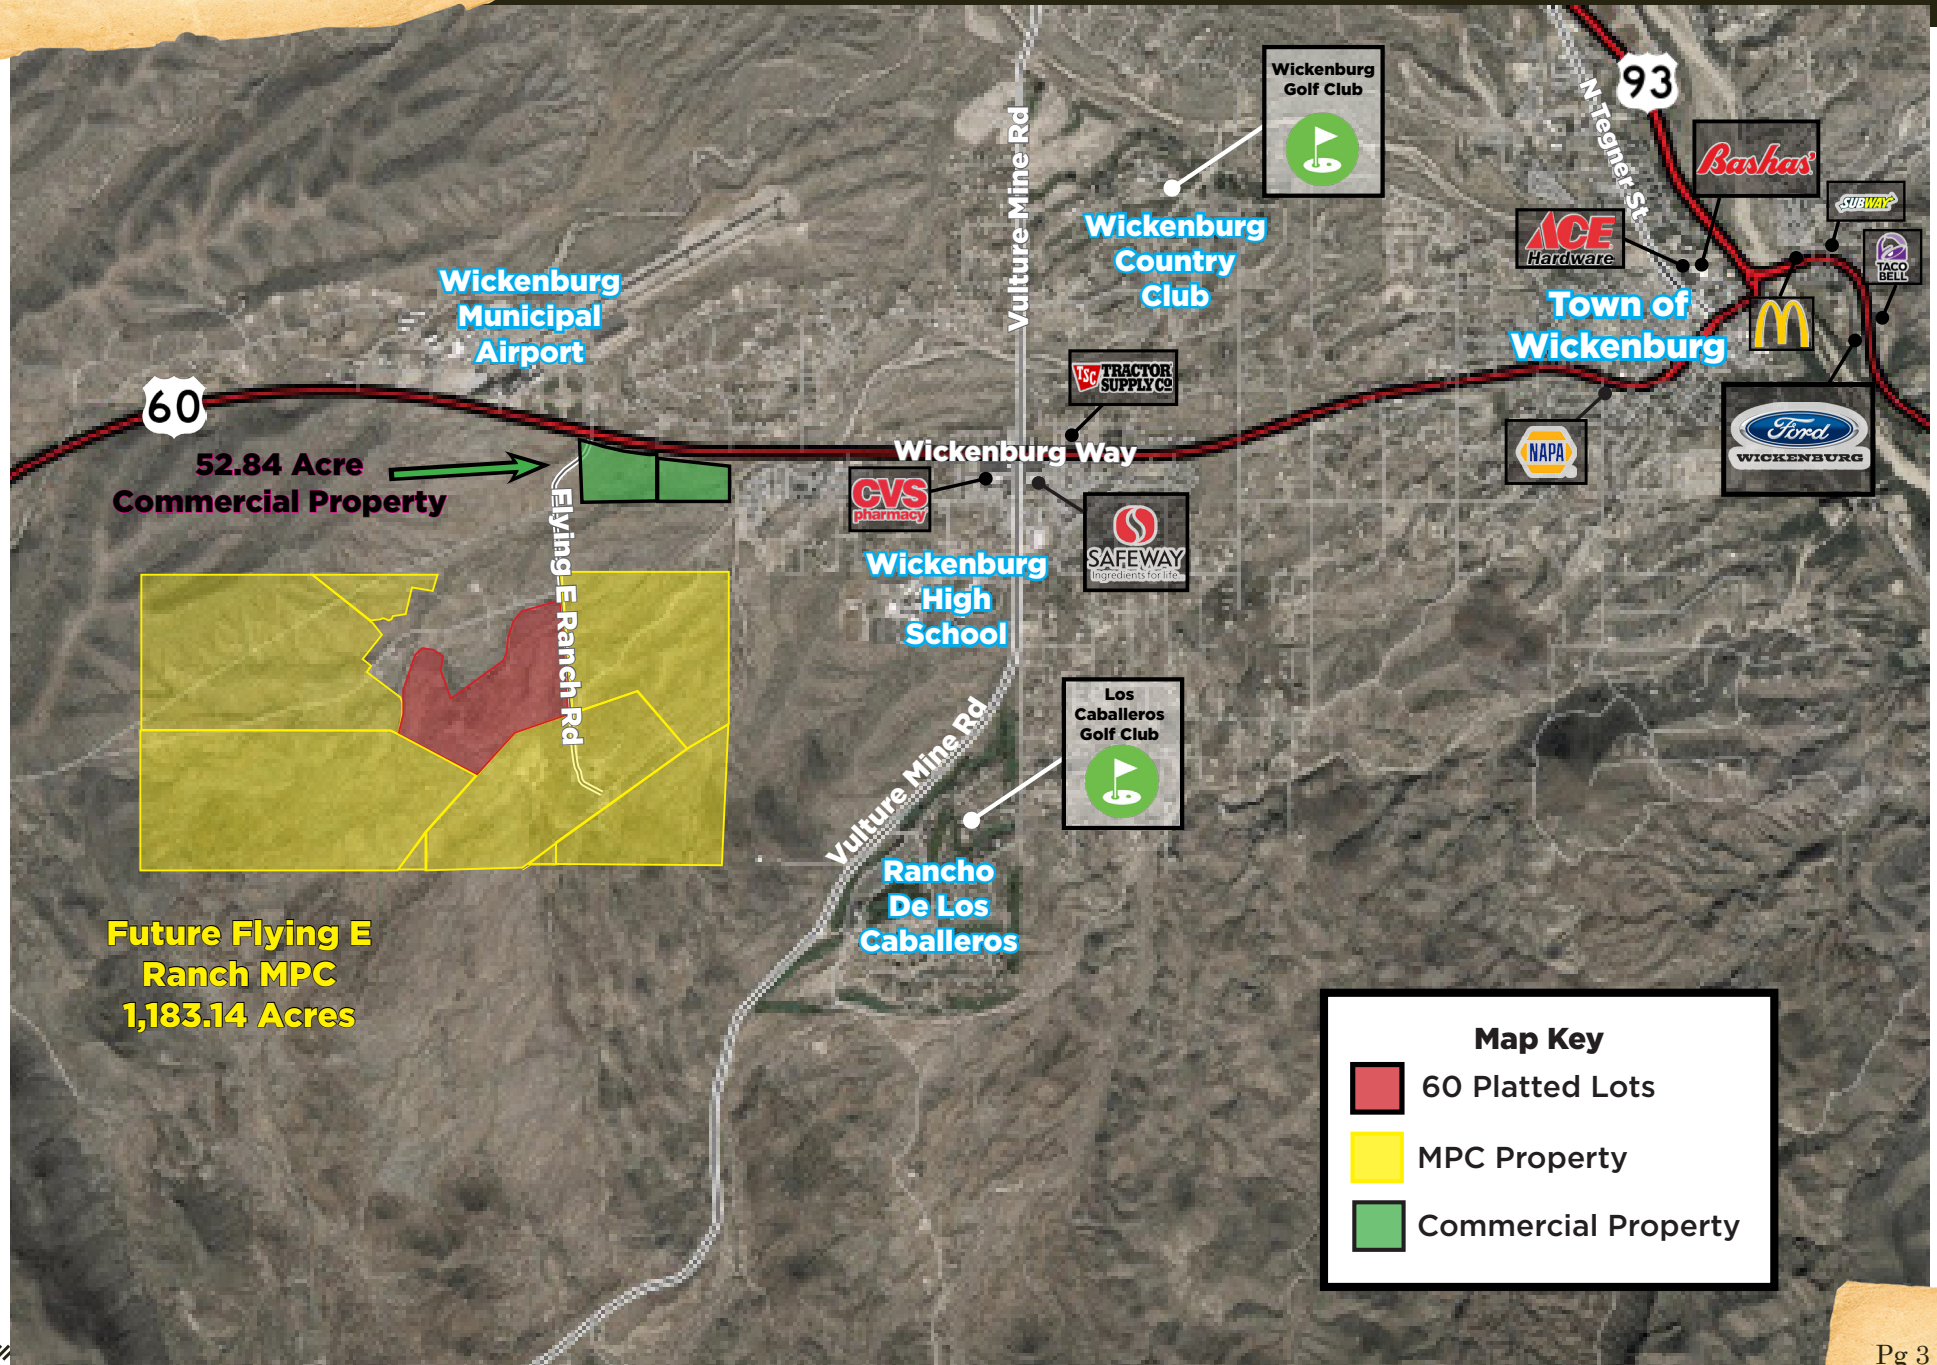 93
N Tegner St
Wickenburg
Golf Club
Bashas'
SUBWAY
ACE
Hardware
TACO
BELL
Vulture Mine Rd
Wickenburg
Country
Club
Wickenburg
Municipal
Airport
Town of
Wickenburg
TSC TRACTOR
SUPPLY CO
60
Wickenburg Way
NAPA
Ford
WICKENBURG
52.84 Acre
Commercial Property
CVS
pharmacy
SAFEWAY
Ingredients for life
Flying E Ranch Rd
Wickenburg
High
School
Los
Caballeros
Golf Club
Vulture Mine Rd
Rancho
De Los
Caballeros
Future Flying E
Ranch MPC
1,183.14 Acres
Map Key
60 Platted Lots
MPC Property
Commercial Property
Pg 3